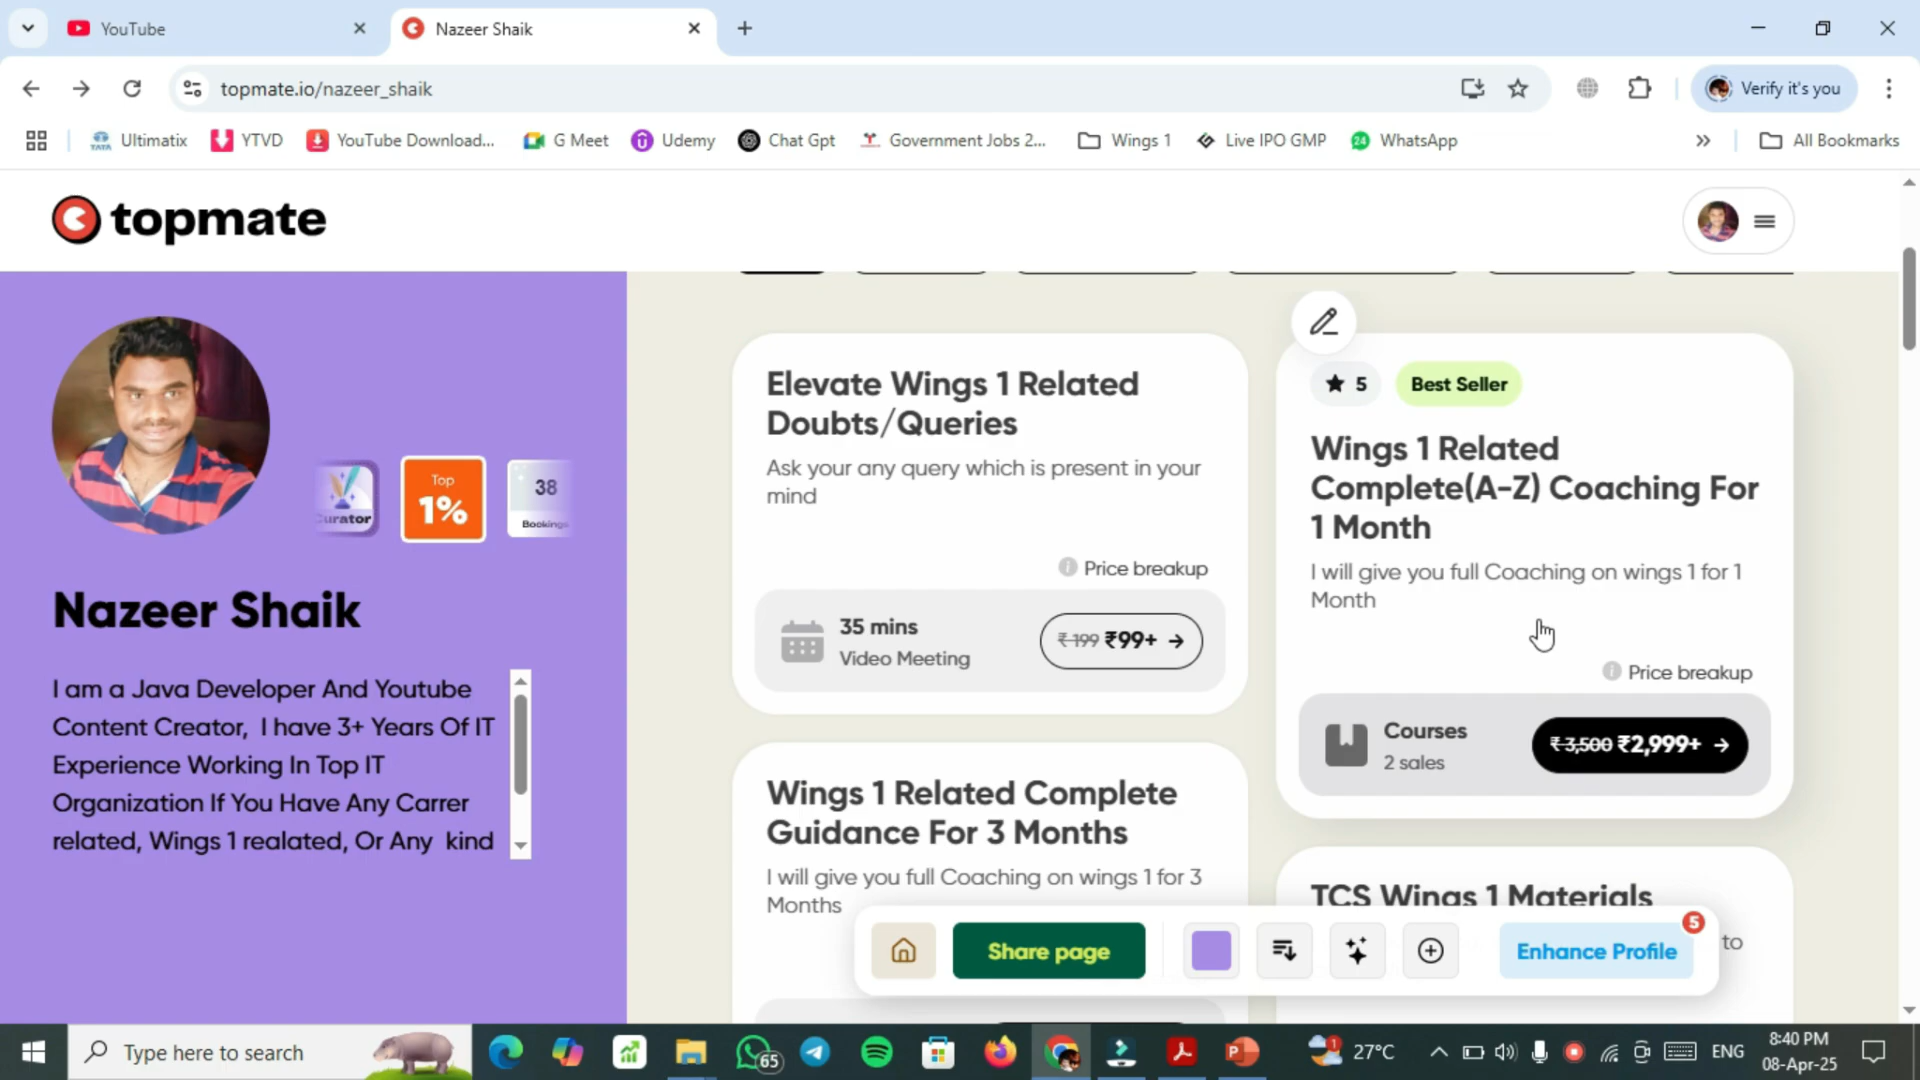 YouTube
Nazeer Shaik
topmate.io/nazeer_shaik
Verify it's you
TATA
Ultimatix
YTVD
YouTube Download...
G Meet
Udemy
Chat Gpt
Government Jobs 2...
Wings 1
Live IPO GMP
24
WhatsApp
All Bookmarks
topmate
Curator
Top
1%
38
Bookings
Nazeer Shaik
I am a Java Developer And Youtube
Content Creator, I have 3+ Years Of IT
Experience Working In Top IT
Organization If You Have Any Carrer
related, Wings 1 realated, Or Any kind
Elevate Wings 1 Related
Doubts/Queries
Ask your any query which is present in your
mind
Price breakup
35 mins
Video Meeting
₹199 ₹99+
5
Best Seller
Wings 1 Related
Complete(A-Z) Coaching For
1 Month
I will give you full Coaching on wings 1 for 1
Month
Price breakup
Courses
2 sales
₹3,500 ₹2,999+
Wings 1 Related Complete
Guidance For 3 Months
I will give you full Coaching on wings 1 for 3
Months
TCS Wings 1 Materials
to
Share page
Enhance Profile
5
Type here to search
65
1
27°C
ENG
8:40 PM
08-Apr-25